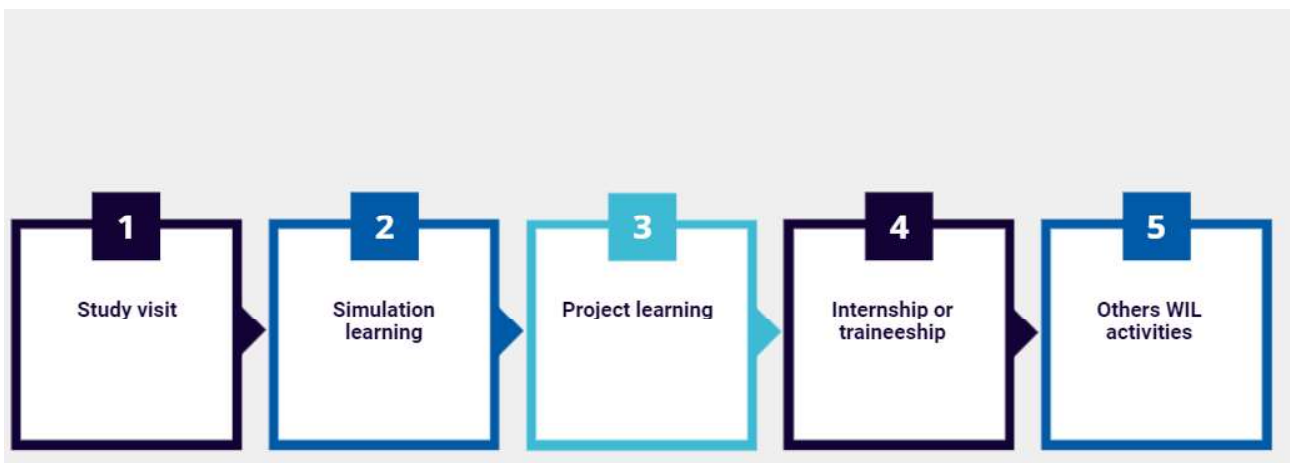 1
Study visit
2
Simulation
learning
3
Project learning
4
Internship or
traineeship
5
Others WIL
activities